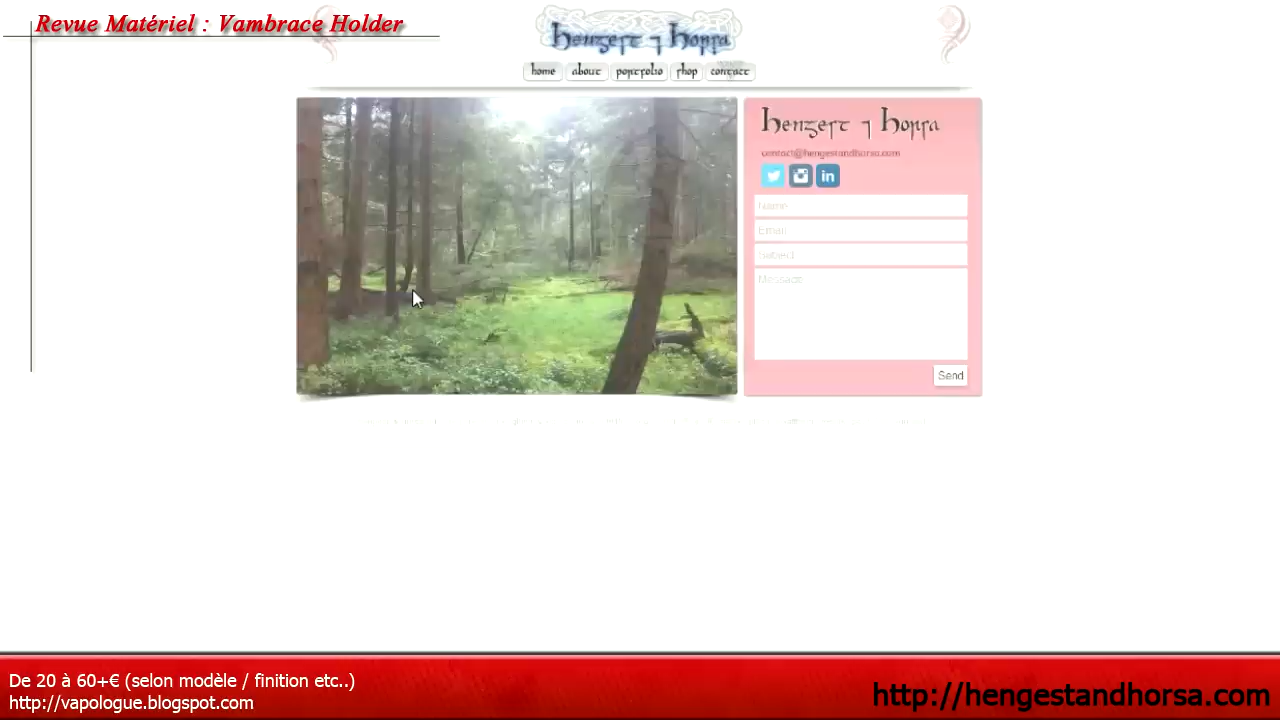 Revue Matériel : Vambrace Holder
hengest ⁊ horsa
home about portfolio shop contact
hengest ⁊ horsa
contact@hengestandhorsa.com
Name
Email
Subject
Message
Send
De 20 à 60+€ (selon modèle / finition etc..)
http://vapologue.blogspot.com
http://hengestandhorsa.com